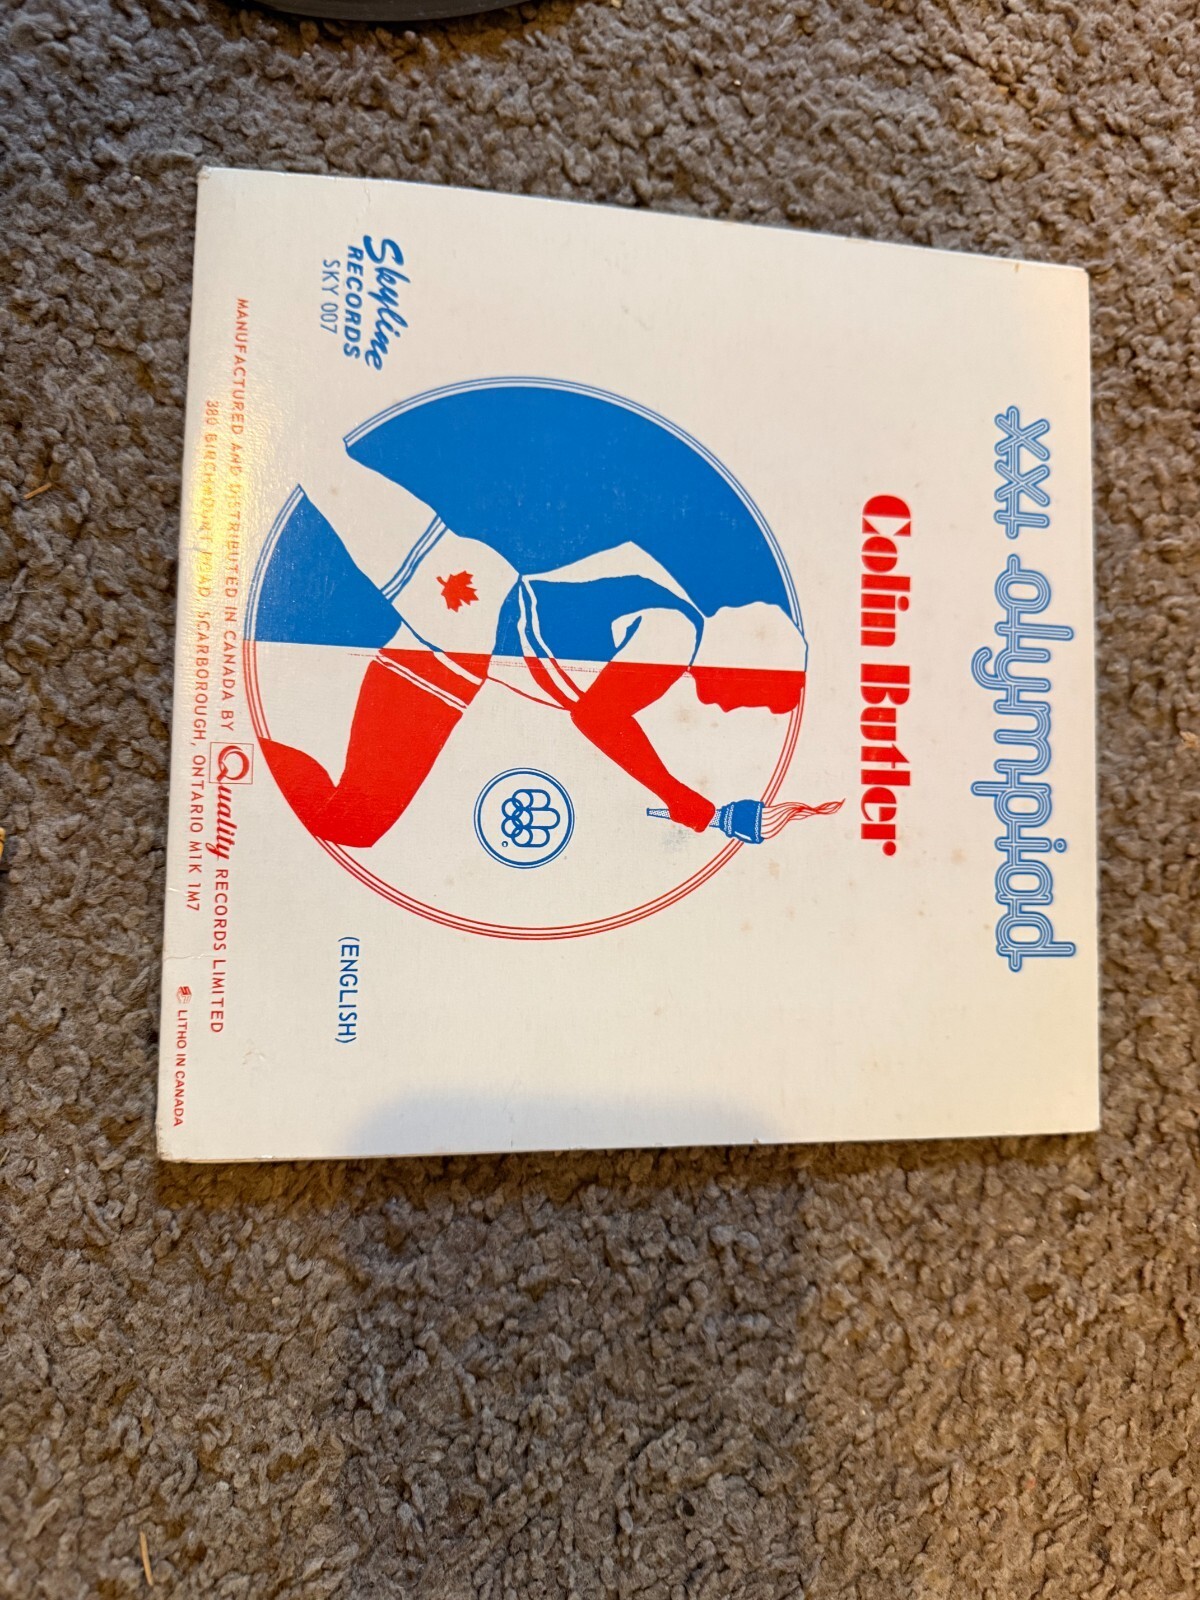 xxi olympiad
Colin Butler
Skyline
RECORDS
SKY 007
(ENGLISH)
MANUFACTURED AND DISTRIBUTED IN CANADA BY Quality RECORDS LIMITED
380 BIRCHMOUNT ROAD, SCARBOROUGH, ONTARIO M1K 1M7
LITHO IN CANADA